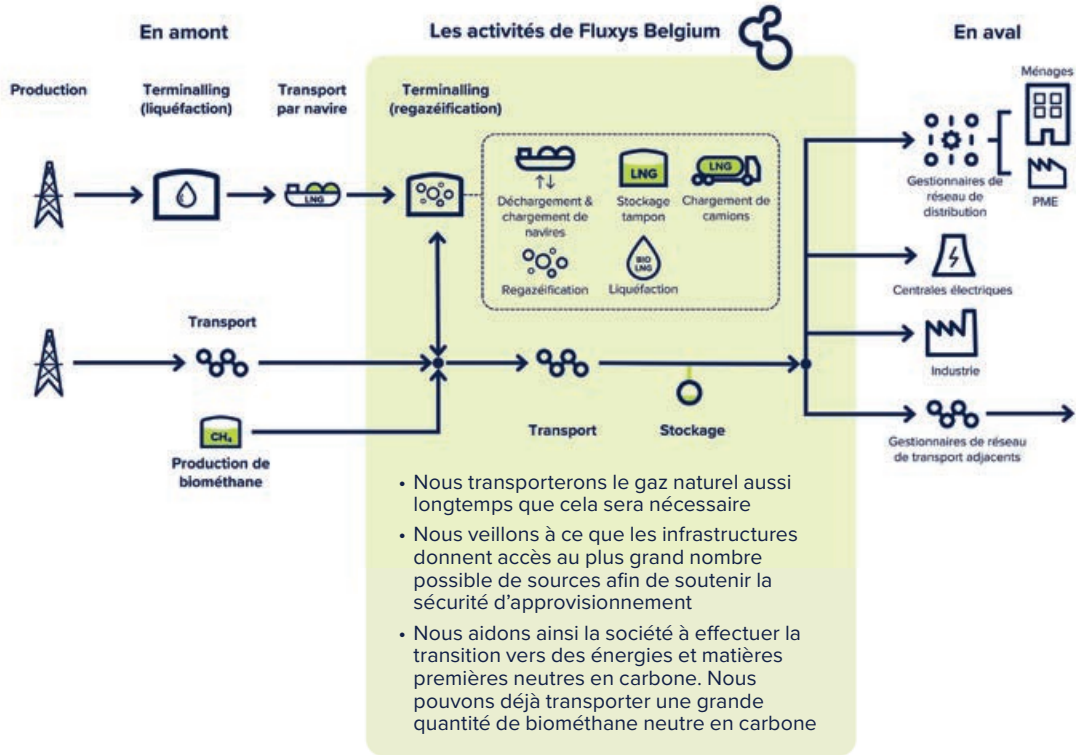 En amont
Les activités de Fluxys Belgium
En aval
Production
Terminalling
(liquéfaction)
Transport
par navire
Terminalling
(regazéification)
LNG
Déchargement &
chargement de
navires
LNG
Stockage
tampon
LNG
Chargement de
camions
Regazéification
BIO
LNG
Liquéfaction
Ménages
PME
Gestionnaires de
réseau de
distribution
Centrales électriques
Industrie
Gestionnaires de réseau
de transport adjacents
Transport
CH₄
Production de
biométhane
Transport
Stockage
• Nous transporterons le gaz naturel aussi
longtemps que cela sera nécessaire
• Nous veillons à ce que les infrastructures
donnent accès au plus grand nombre
possible de sources afin de soutenir la
sécurité d’approvisionnement
• Nous aidons ainsi la société à effectuer la
transition vers des énergies et matières
premières neutres en carbone. Nous
pouvons déjà transporter une grande
quantité de biométhane neutre en carbone